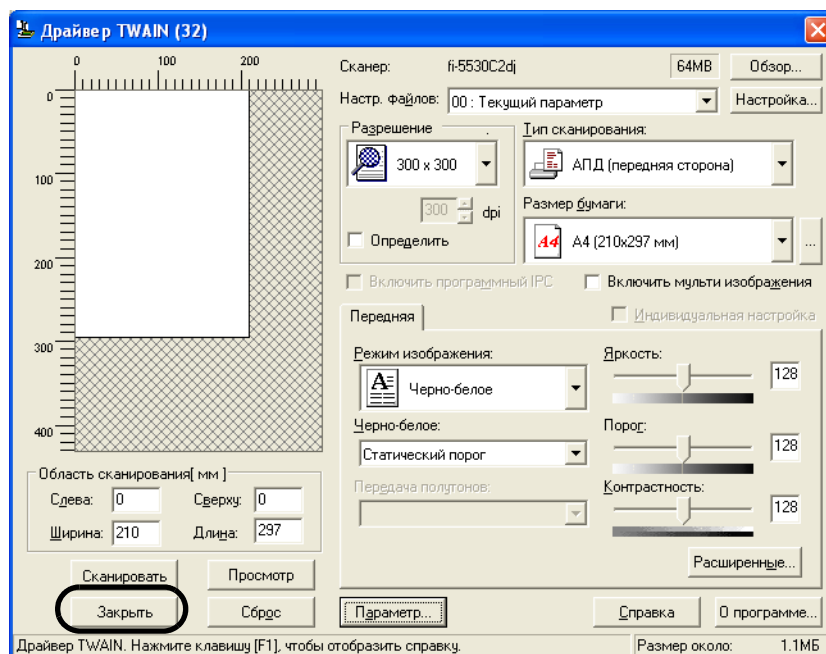 Драйвер TWAIN (32)
0 100 200
0
100
200
300
400
Сканер: fi-5530C2dj 64MB Обзор...
Настр. файлов: 00 : Текущий параметр Настройка...
Разрешение .
300 x 300
300 dpi
Определить
Тип сканирования:
АПД (передняя сторона)
Размер бумаги:
A4 A4 (210x297 мм) ...
Включить программный IPC Включить мульти изображения
Передняя Индивидуальная настройка
Режим изображения:
A Черно-белое
Черно-белое:
Статический порог
Передача полутонов:
Яркость:
128
Порог:
128
Контрастность:
128
Расширенные...
Область сканирования[ мм ]
Слева: 0 Сверху: 0
Ширина: 210 Длина: 297
Сканировать Просмотр
Закрыть Сброс Параметр... Справка О программе...
Драйвер TWAIN. Нажмите клавишу [F1], чтобы отобразить справку. Размер около: 1.1МБ